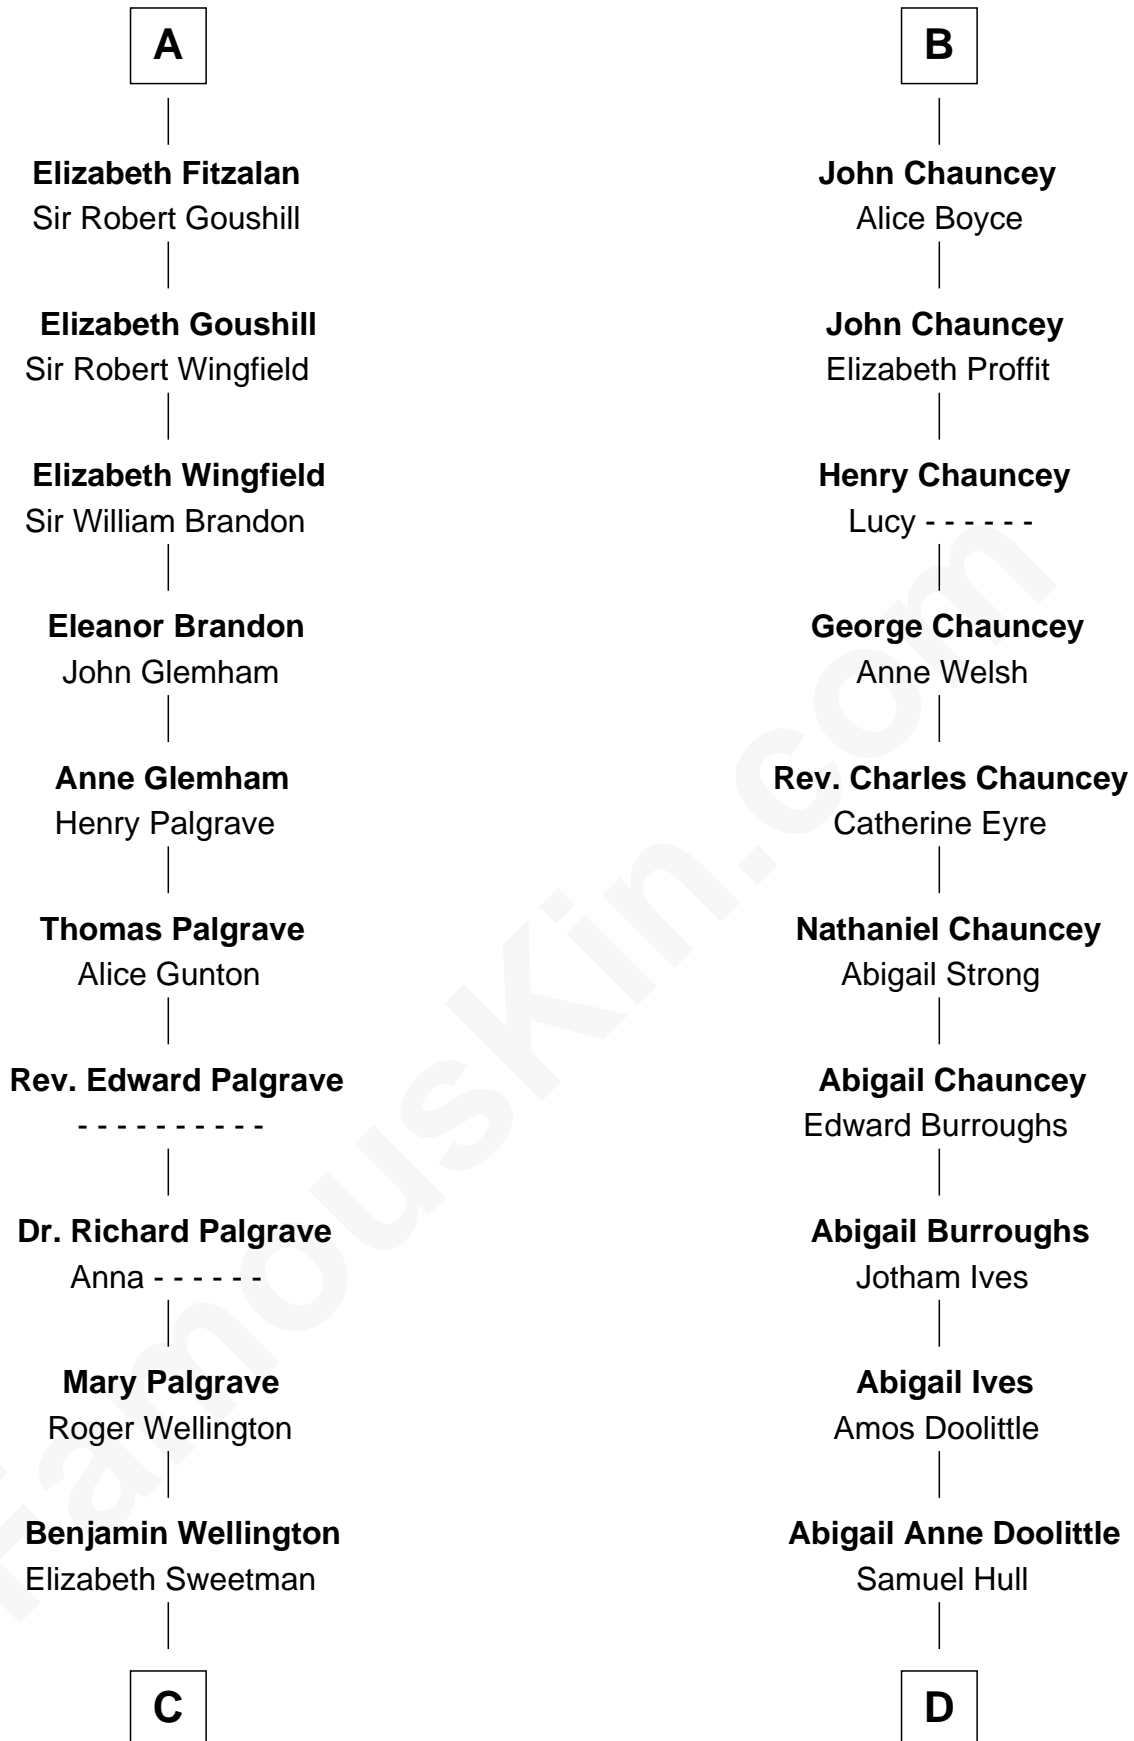 A
Elizabeth Fitzalan
Sir Robert Goushill
Elizabeth Goushill
Sir Robert Wingfield
Elizabeth Wingfield
Sir William Brandon
Eleanor Brandon
John Glemham
Anne Glemham
Henry Palgrave
Thomas Palgrave
Alice Gunton
Rev. Edward Palgrave
- - - - - - - - - -
Dr. Richard Palgrave
Anna - - - - - -
Mary Palgrave
Roger Wellington
Benjamin Wellington
Elizabeth Sweetman
C
B
John Chauncey
Alice Boyce
John Chauncey
Elizabeth Proffit
Henry Chauncey
Lucy - - - - - -
George Chauncey
Anne Welsh
Rev. Charles Chauncey
Catherine Eyre
Nathaniel Chauncey
Abigail Strong
Abigail Chauncey
Edward Burroughs
Abigail Burroughs
Jotham Ives
Abigail Ives
Amos Doolittle
Abigail Anne Doolittle
Samuel Hull
D
FamousKin.com